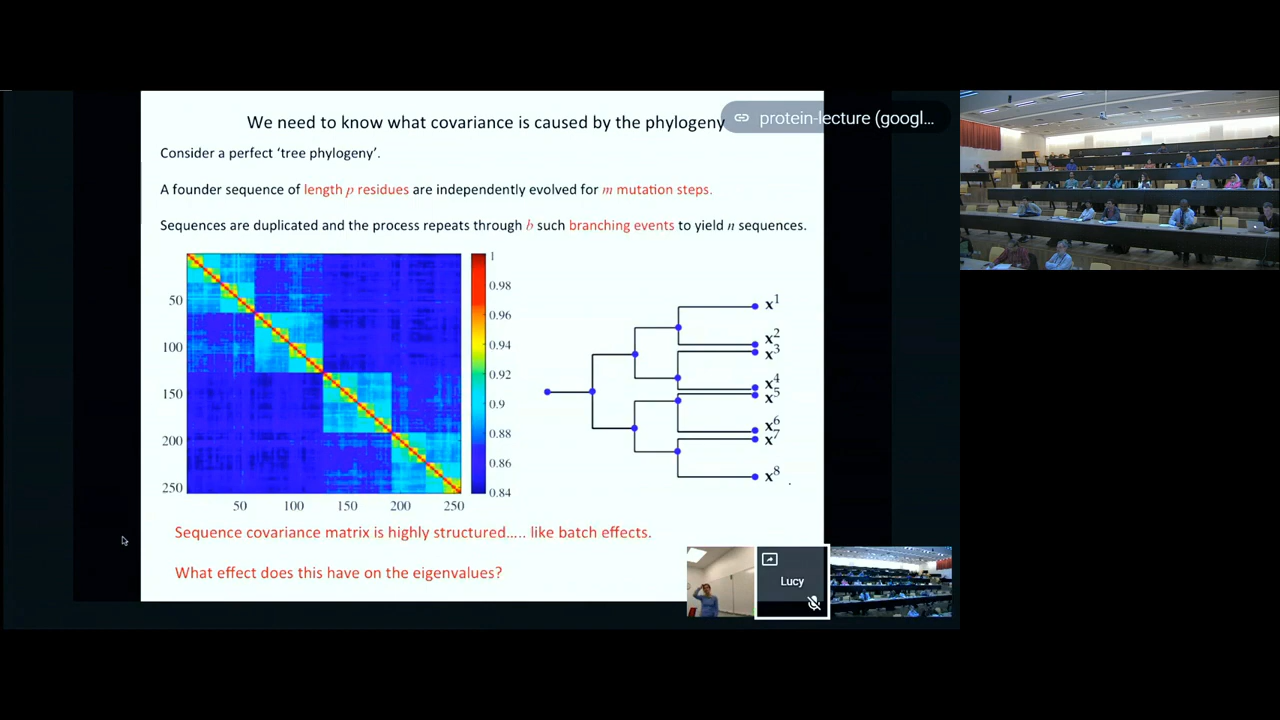 We need to know what covariance is caused by the phylogeny
protein-lecture (googl...
Consider a perfect ‘tree phylogeny’.
A founder sequence of length p residues are independently evolved for m mutation steps.
Sequences are duplicated and the process repeats through b such branching events to yield n sequences.
1
0.98
0.96
0.94
0.92
0.9
0.88
0.86
0.84
50
100
150
200
250
50 100 150 200 250
x1
x2
x3
x4
x5
x6
x7
x8
Sequence covariance matrix is highly structured..... like batch effects.
What effect does this have on the eigenvalues?
Lucy